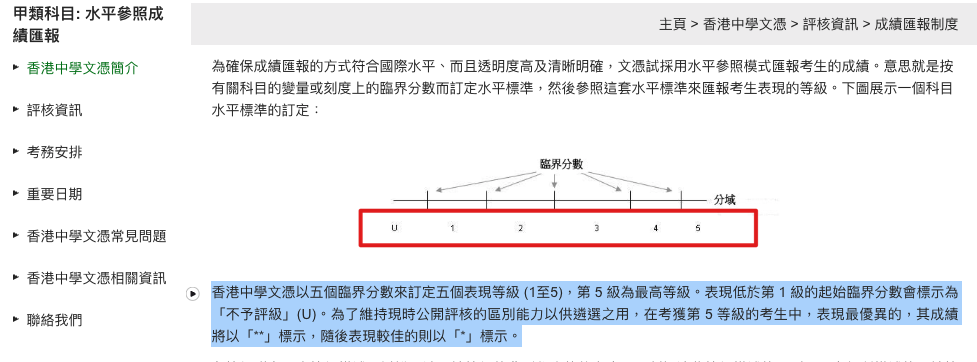 甲類科目: 水平參照成
績匯報
香港中學文憑簡介
評核資訊
考務安排
重要日期
香港中學文憑常見問題
香港中學文憑相關資訊
聯絡我們
主頁 > 香港中學文憑 > 評核資訊 > 成績匯報制度
為確保成績匯報的方式符合國際水平、而且透明度高及清晰明確，文憑試採用水平參照模式匯報考生的成績。意思就是按
有關科目的變量或刻度上的臨界分數而訂定水平標準，然後參照這套水平標準來匯報考生表現的等級。下圖展示一個科目
水平標準的訂定：
臨界分數
分域
U 1 2 3 4 5
香港中學文憑以五個臨界分數來訂定五個表現等級 (1至5)，第 5 級為最高等級。表現低於第 1 級的起始臨界分數會標示為
「不予評級」(U)。為了維持現時公開評核的區別能力以供遴選之用，在考獲第 5 等級的考生中，表現最優異的，其成績
將以「**」標示，隨後表現較佳的則以「*」標示。